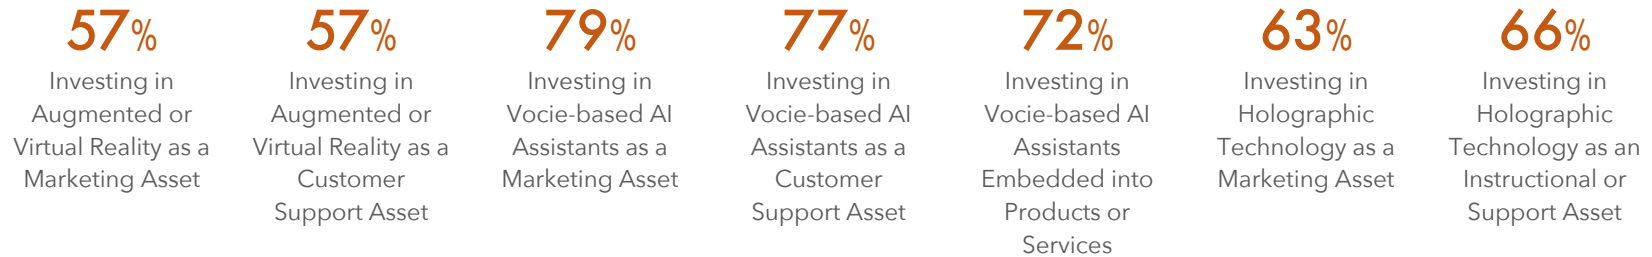 57%
Investing in
Augmented or
Virtual Reality as a
Marketing Asset
57%
Investing in
Augmented or
Virtual Reality as a
Customer
Support Asset
79%
Investing in
Vocie-based AI
Assistants as a
Marketing Asset
77%
Investing in
Vocie-based AI
Assistants as a
Customer
Support Asset
72%
Investing in
Vocie-based AI
Assistants
Embedded into
Products or
Services
63%
Investing in
Holographic
Technology as a
Marketing Asset
66%
Investing in
Holographic
Technology as an
Instructional or
Support Asset